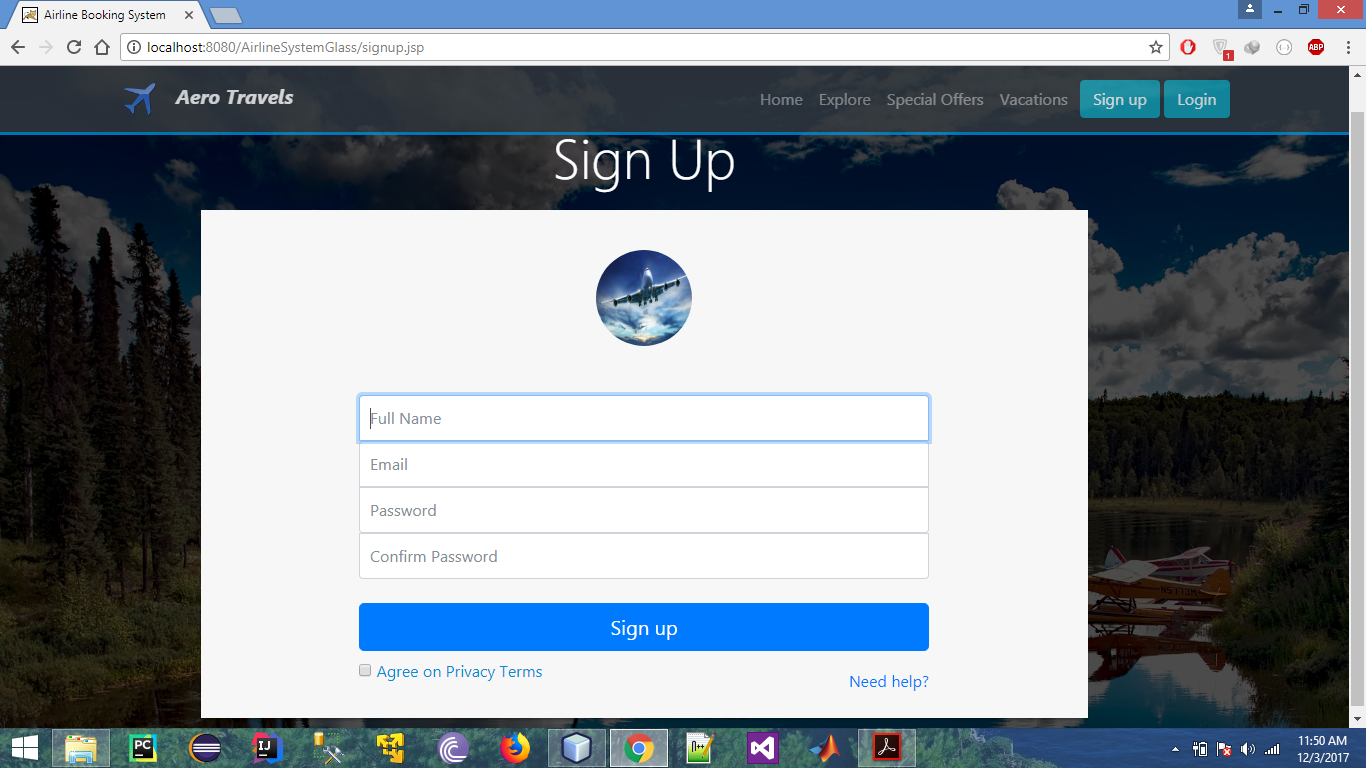 Airline Booking System
localhost:8080/AirlineSystemGlass/signup.jsp
1
ABP
Aero Travels
Home Explore Special Offers Vacations Sign up Login
Sign Up
Full Name
Email
Password
Confirm Password
Sign up
Agree on Privacy Terms
Need help?
PC
IJ
11:50 AM
12/3/2017